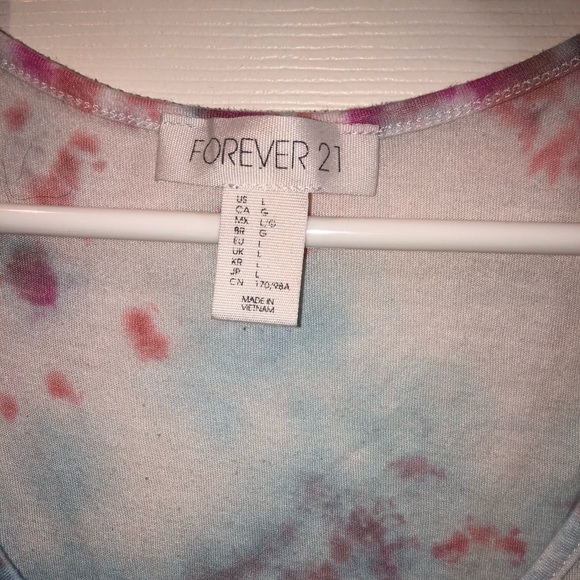 FOREVER 21
US L
CA G
MX L/G
BR G
EU L
UK L
KR L
JP L
CN 170/98A
MADE IN
VIETNAM